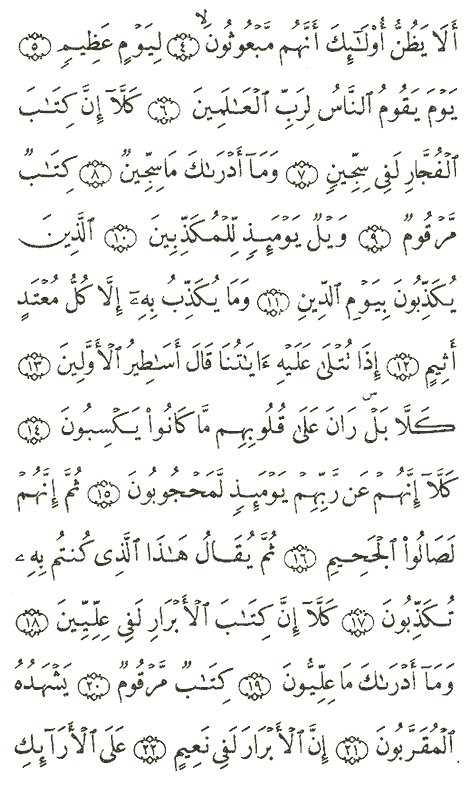 أَلَا يَظُنُّ أُوْلَٰٓئِكَ أَنَّهُم مَّبۡعُوثُونَ ۙ ٤ لِيَوۡمٍ عَظِيمٖ ٥
يَوۡمَ يَقُومُ ٱلنَّاسُ لِرَبِّ ٱلۡعَٰلَمِينَ ٦ كَلَّآ إِنَّ كِتَٰبَ
ٱلۡفُجَّارِ لَفِي سِجِّينٖ ٧ وَمَآ أَدۡرَىٰكَ مَا سِجِّينٞ ٨ كِتَٰبٞ
مَّرۡقُومٞ ٩ وَيۡلٞ يَوۡمَئِذٖ لِّلۡمُكَذِّبِينَ ١٠ ٱلَّذِينَ
يُكَذِّبُونَ بِيَوۡمِ ٱلدِّينِ ١١ وَمَا يُكَذِّبُ بِهِۦٓ إِلَّا كُلُّ مُعۡتَدٍ
أَثِيمٍ ١٢ إِذَا تُتۡلَىٰ عَلَيۡهِ ءَايَٰتُنَا قَالَ أَسَٰطِيرُ ٱلۡأَوَّلِينَ ١٣
كَلَّا بَلۡۜ رَانَ عَلَىٰ قُلُوبِهِم مَّا كَانُواْ يَكۡسِبُونَ ١٤
كَلَّآ إِنَّهُمۡ عَن رَّبِّهِمۡ يَوۡمَئِذٖ لَّمَحۡجُوبُونَ ١٥ ثُمَّ إِنَّهُمۡ
لَصَالُواْ ٱلۡجَحِيمِ ١٦ ثُمَّ يُقَالُ هَٰذَا ٱلَّذِي كُنتُم بِهِۦ
تُكَذِّبُونَ ١٧ كَلَّآ إِنَّ كِتَٰبَ ٱلۡأَبۡرَارِ لَفِي عِلِّيِّينَ ١٨
وَمَآ أَدۡرَىٰكَ مَا عِلِّيُّونَ ١٩ كِتَٰبٞ مَّرۡقُومٞ ٢٠ يَشۡهَدُهُ
ٱلۡمُقَرَّبُونَ ٢١ إِنَّ ٱلۡأَبۡرَارَ لَفِي نَعِيمٍ ٢٢ عَلَى ٱلۡأَرَآئِكِ